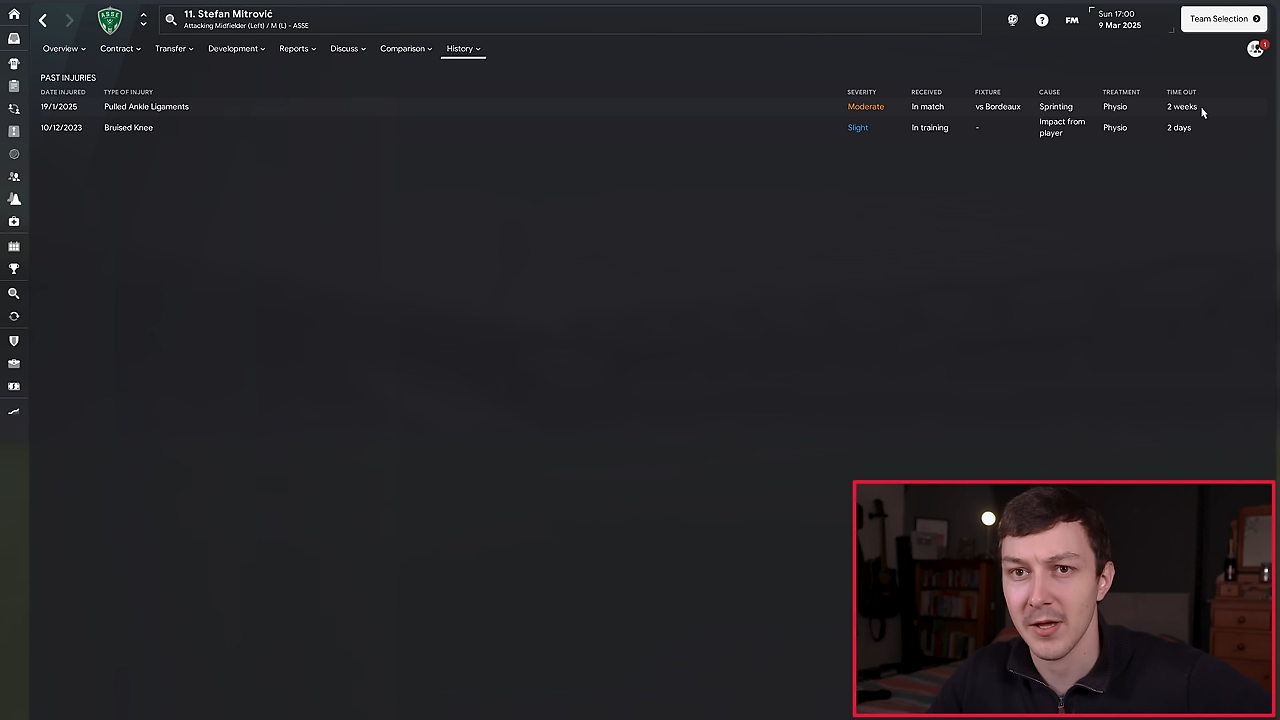 11. Stefan Mitrović
Attacking Midfielder (Left) / M (L) - ASSE
FM
Sun 17:00
9 Mar 2025
Team Selection
Overview
Contract
Transfer
Development
Reports
Discuss
Comparison
History
1
PAST INJURIES
DATE INJURED TYPE OF INJURY SEVERITY RECEIVED FIXTURE CAUSE TREATMENT TIME OUT
19/1/2025 Pulled Ankle Ligaments Moderate In match vs Bordeaux Sprinting Physio 2 weeks
10/12/2023 Bruised Knee Slight In training - Impact from player Physio 2 days